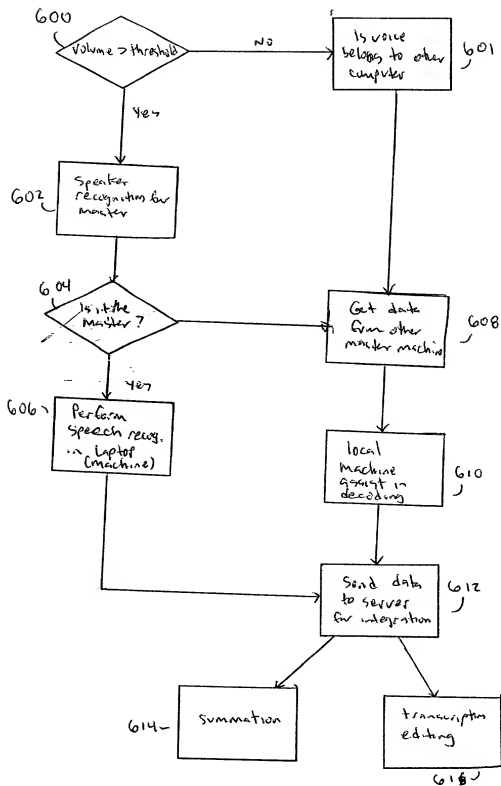 600
volume > threshold
NO
Is voice
belongs to other
computer
601
Yes
602
Speaker
recognition for
master
604
Is it the
master?
Get data
from other
master machine
608
Yes
606
Perform
speech recog.
in Laptop
(machine)
local
machine
assist in
decoding
610
Send data
to server
for integration
612
614
summation
transcription
editing